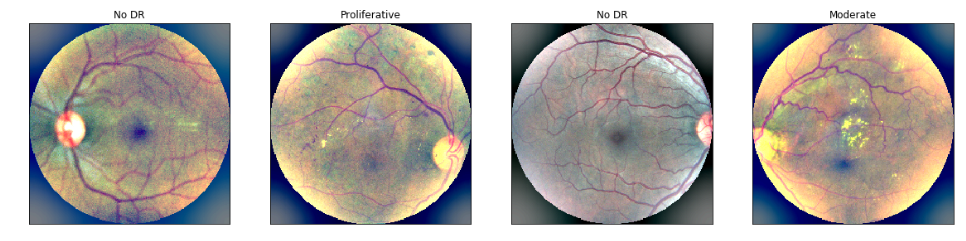 No DR
Proliferative
No DR
Moderate